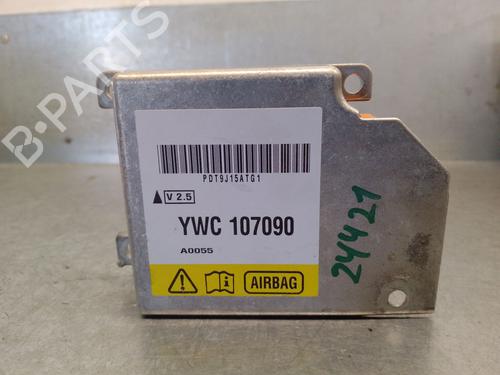 B-PARTS
PDT9J15ATG1
V 2.5
YWC 107090
A0055
AIRBAG
24421